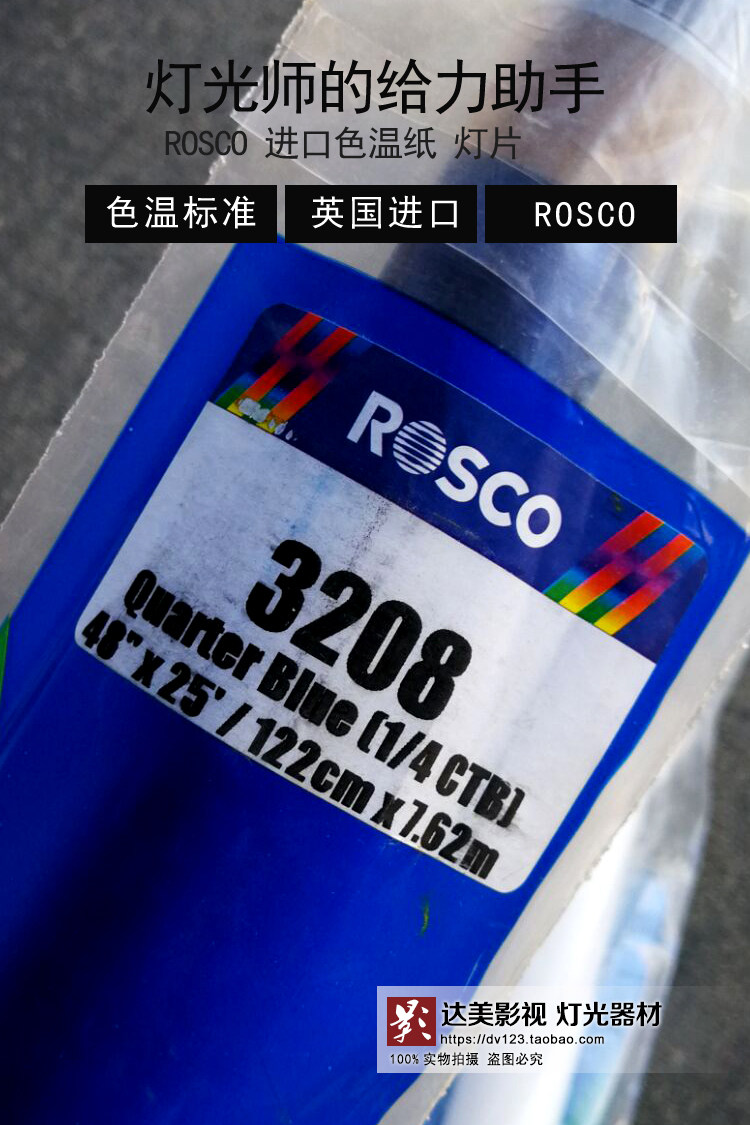 灯光师的给力助手
ROSCO 进口色温纸 灯片
色温标准 英国进口 ROSCO
ROSCO
3208
Quarter Blue (1/4 CTB)
48" X 25' / 122cm x 7.62m
影 达美影视 灯光器材
https://dv123.taobao.com
100%实物拍摄 盗图必究